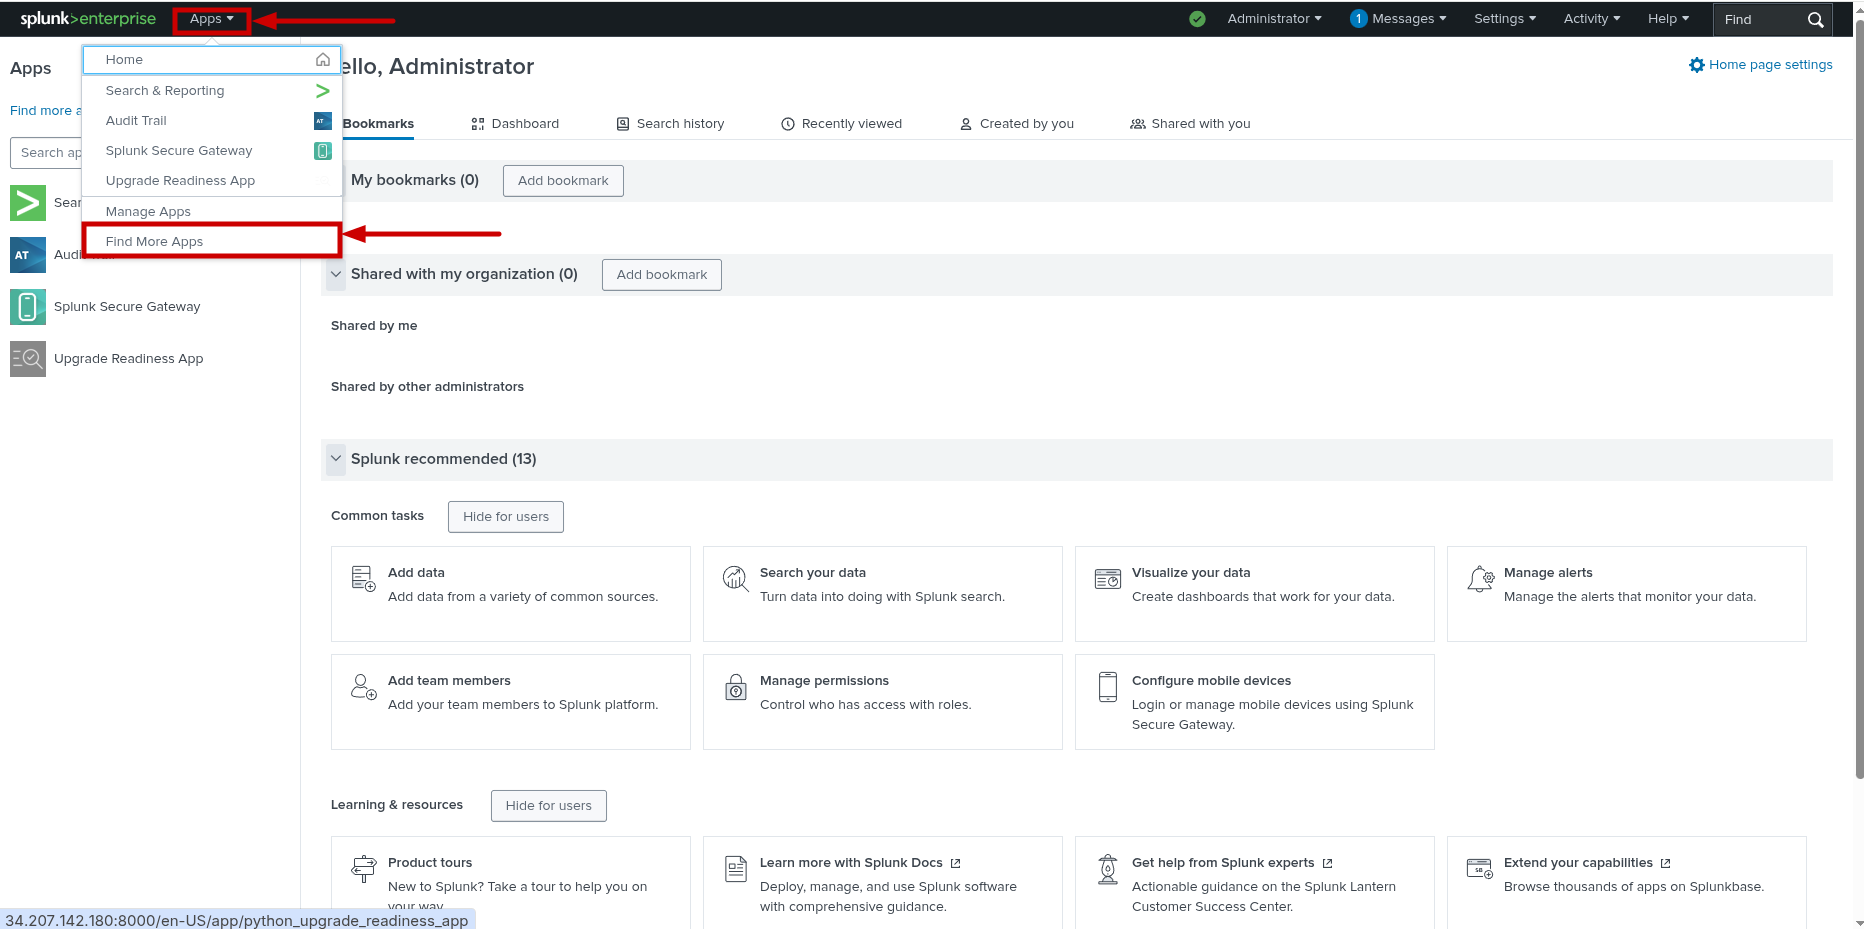 splunk>enterprise
Apps
Administrator
1 Messages
Settings
Activity
Help
Find
Apps
Find more a
Search ap
Sear
AT Audi
Splunk Secure Gateway
Upgrade Readiness App
Home
Search & Reporting
Audit Trail AT
Splunk Secure Gateway
Upgrade Readiness App
Manage Apps
Find More Apps
ello, Administrator
Home page settings
Bookmarks
Dashboard
Search history
Recently viewed
Created by you
Shared with you
My bookmarks (0)
Add bookmark
Shared with my organization (0)
Add bookmark
Shared by me
Shared by other administrators
Splunk recommended (13)
Common tasks
Hide for users
Add data
Add data from a variety of common sources.
Search your data
Turn data into doing with Splunk search.
Visualize your data
Create dashboards that work for your data.
Manage alerts
Manage the alerts that monitor your data.
Add team members
Add your team members to Splunk platform.
Manage permissions
Control who has access with roles.
Configure mobile devices
Login or manage mobile devices using Splunk
Secure Gateway.
Learning & resources
Hide for users
Product tours
New to Splunk? Take a tour to help you on
your way.
Learn more with Splunk Docs
Deploy, manage, and use Splunk software
with comprehensive guidance.
Get help from Splunk experts
Actionable guidance on the Splunk Lantern
Customer Success Center.
Extend your capabilities
Browse thousands of apps on Splunkbase.
34.207.142.180:8000/en-US/app/python_upgrade_readiness_app